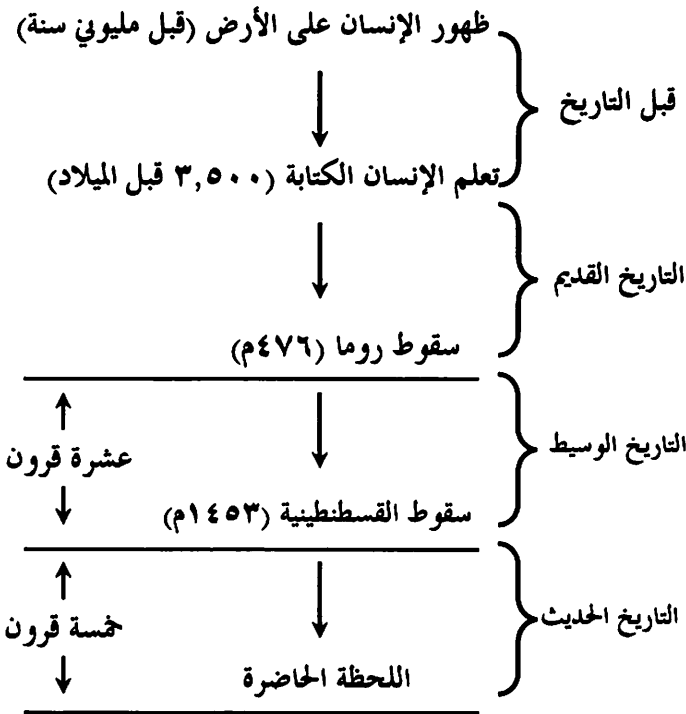 ظهور الإنسان على الأرض (قبل مليوني سنة)
قبل التاريخ
تعلم الإنسان الكتابة (٣,٥٠٠ قبل الميلاد)
التاريخ القديم
سقوط روما (٤٧٦م)
التاريخ الوسيط
عشرة قرون
سقوط القسطنطينية (١٤٥٣م)
التاريخ الحديث
خمسة قرون
اللحظة الحاضرة